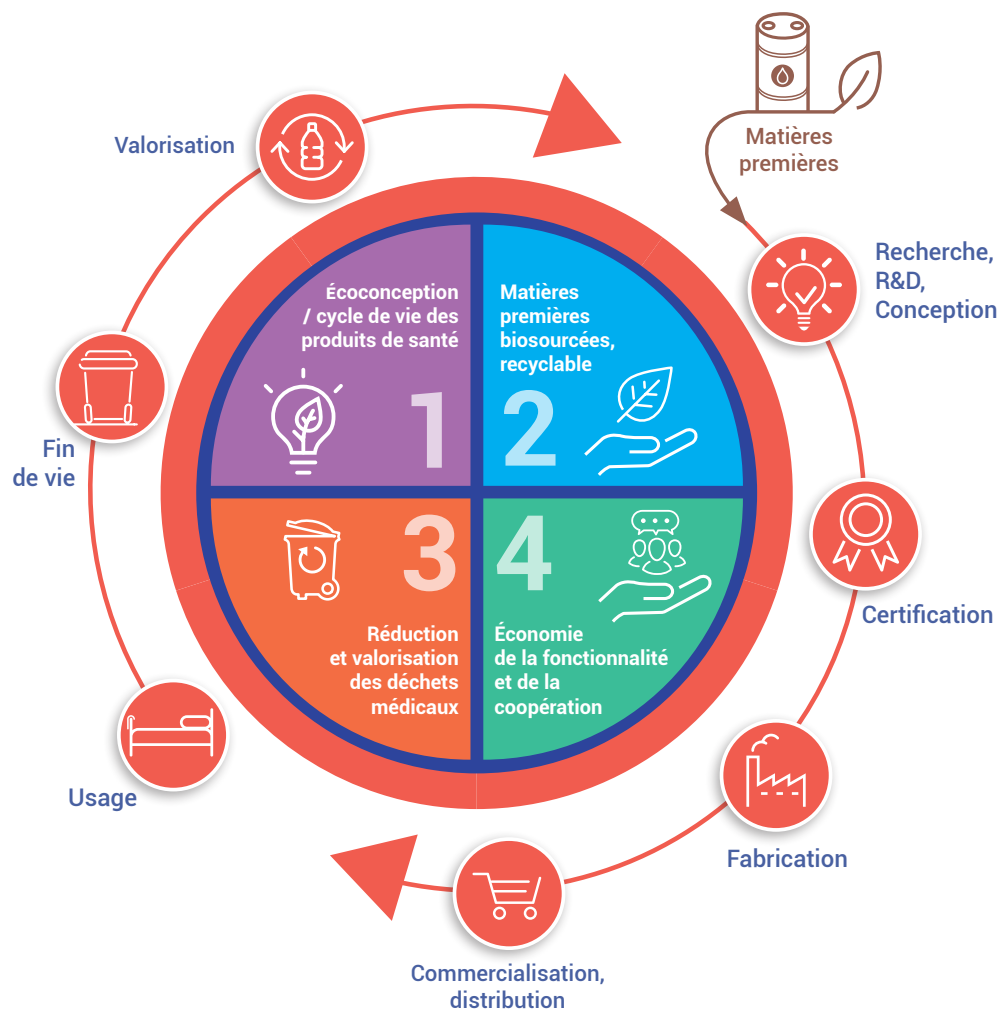 Matières
premières
Valorisation
Recherche,
R&D,
Conception
Écoconception
/ cycle de vie des
produits de santé
1
Matières
premières
biosourcées,
recyclable
2
Fin
de vie
3
Réduction
et valorisation
des déchets
médicaux
4
Économie
de la fonctionnalité
et de la
coopération
Certification
Usage
Fabrication
Commercialisation,
distribution